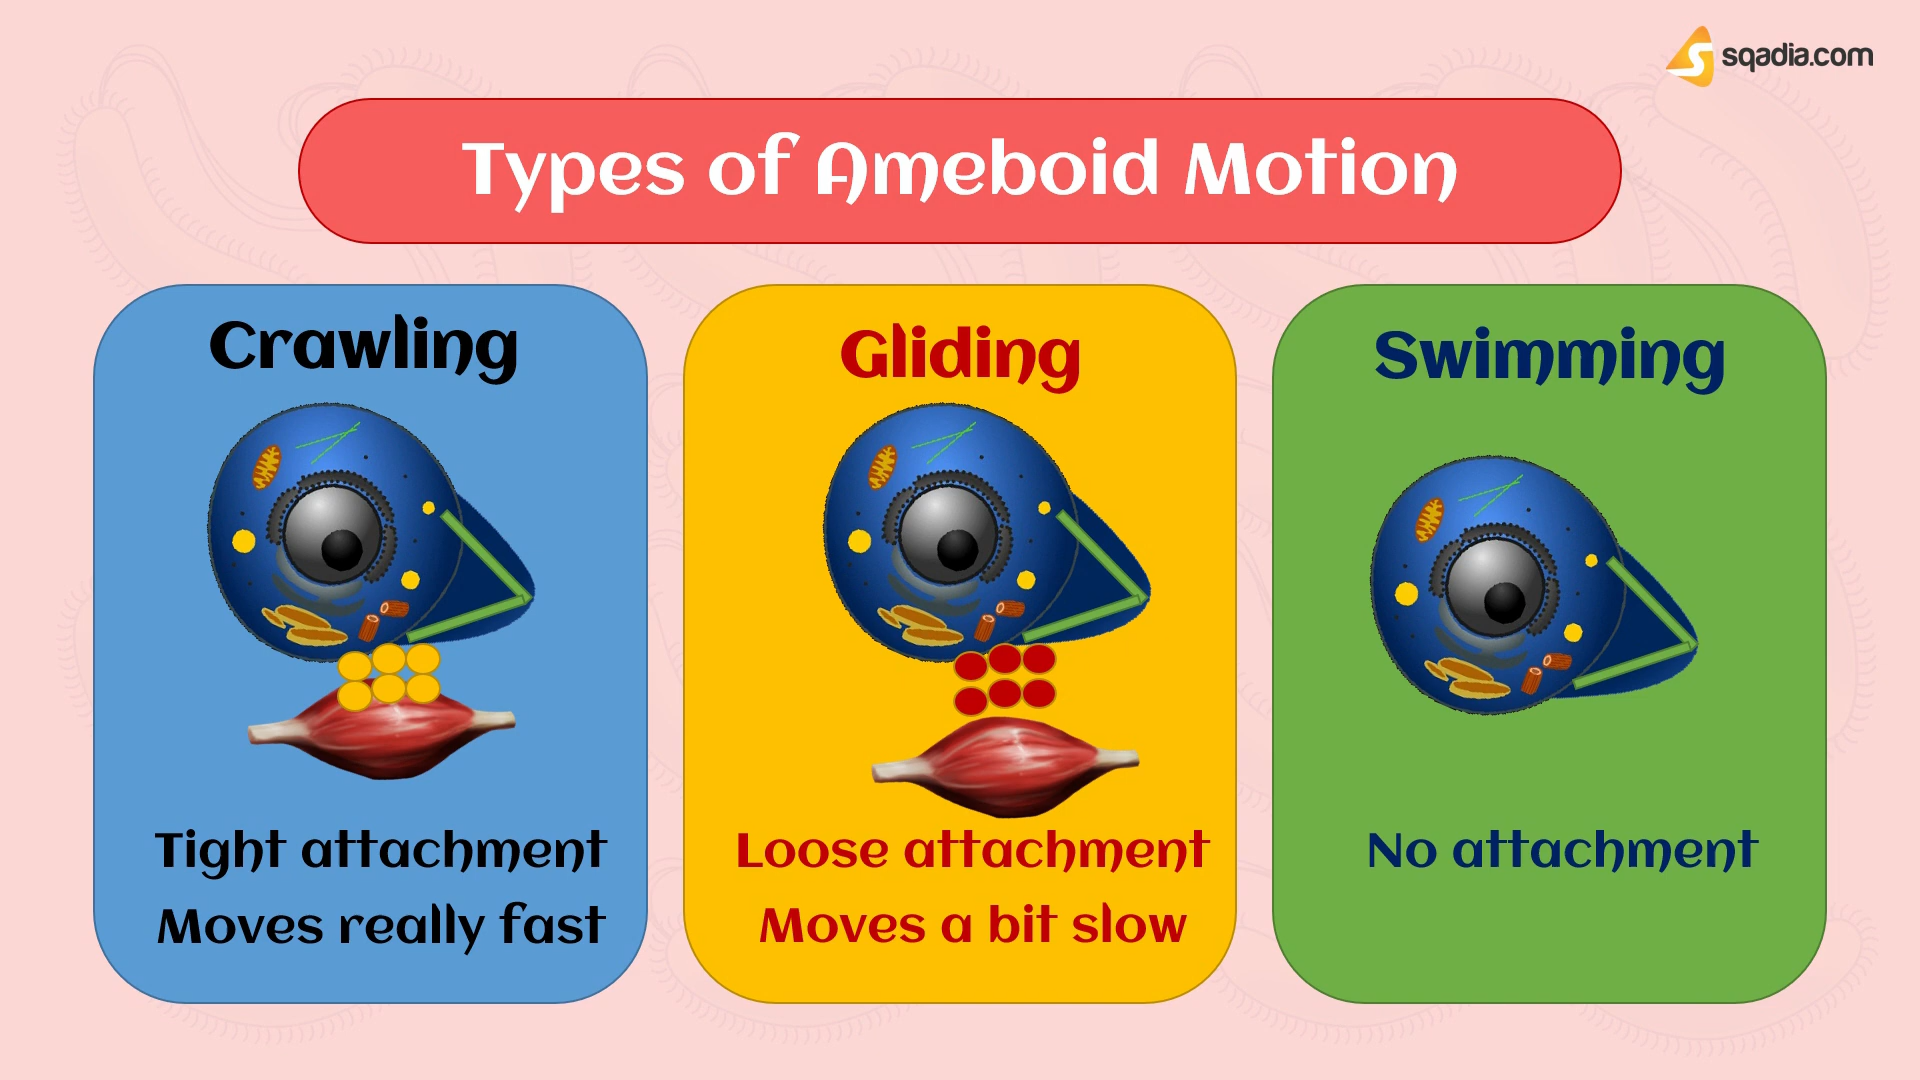 sqadia.com
Types of Ameboid Motion
Crawling
Tight attachment
Moves really fast
Gliding
Loose attachment
Moves a bit slow
Swimming
No attachment